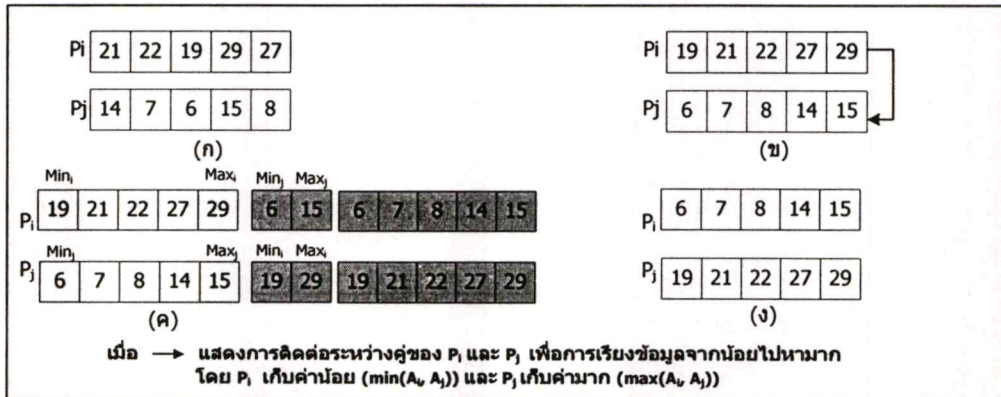 Pi 21 22 19 29 27
Pj 14 7 6 15 8
(ก)
Pi 19 21 22 27 29
Pj 6 7 8 14 15
(ข)
Minᵢ Maxᵢ Minⱼ Maxⱼ
Pᵢ 19 21 22 27 29 6 15 6 7 8 14 15
Minⱼ Maxⱼ Minᵢ Maxᵢ
Pⱼ 6 7 8 14 15 19 29 19 21 22 27 29
(ค)
Pᵢ 6 7 8 14 15
Pⱼ 19 21 22 27 29
(ง)
เมื่อ → แสดงการติดต่อระหว่างคู่ของ Pᵢ และ Pⱼ เพื่อการเรียงข้อมูลจากน้อยไปหามาก
โดย Pᵢ เก็บค่าน้อย (min(Aᵢ, Aⱼ)) และ Pⱼ เก็บค่ามาก (max(Aᵢ, Aⱼ))